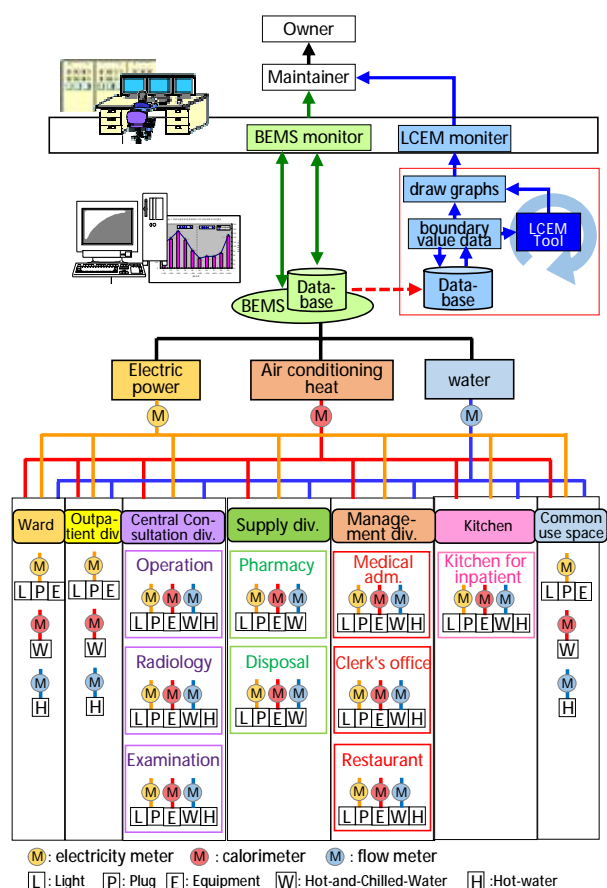 Owner
Maintainer
BEMS monitor
LCEM moniter
draw graphs
boundary
value data
LCEM
Tool
Data-
base
BEMS
Data-
base
Electric
power
Air conditioning
heat
water
M
M
M
Ward
Outpa-
tient div.
Central Con-
sultation div.
Supply div.
Manage-
ment div.
Kitchen
Common
use space
M
L P E
M
W
M
H
M
L P E
M
W
M
H
Operation
M M M
L P E W H
Radiology
M M M
L P E W H
Examination
M M M
L P E W H
Pharmacy
M M M
L P E W
Disposal
M M M
L P E W
Medical
adm.
M M M
L P E W H
Clerk's office
M M M
L P E W H
Restaurant
M M M
L P E W H
Kitchen for
inpatient
M M M
L P E W H
M
L P E
M
W
M
H
M : electricity meter M : calorimeter M : flow meter
L : Light P : Plug E : Equipment W : Hot-and-Chilled-Water H :Hot-water